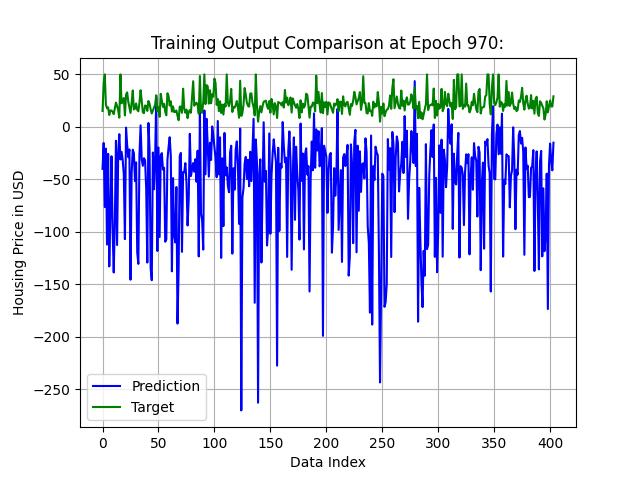 Training Output Comparison at Epoch 970:
50
0
−50
−100
−150
−200
−250
Housing Price in USD
Prediction
Target
0 50 100 150 200 250 300 350 400
Data Index